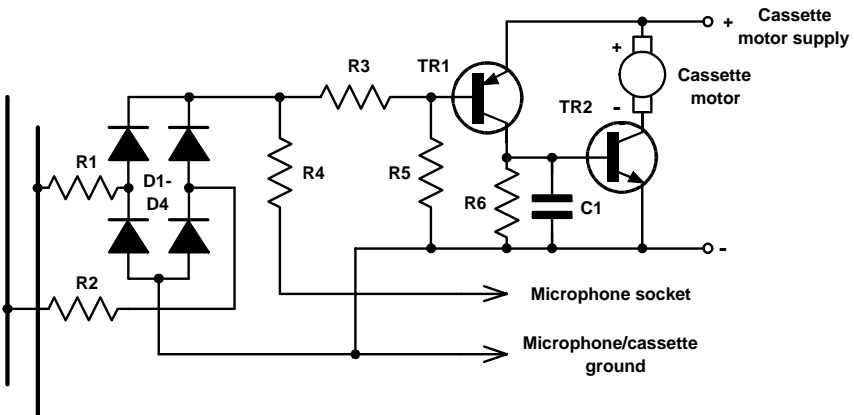 +
Cassette
motor supply
R3
TR1
+
Cassette
motor
TR2
-
R1
D1-
D4
R4
R5
R6
C1
-
R2
Microphone socket
Microphone/cassette
ground